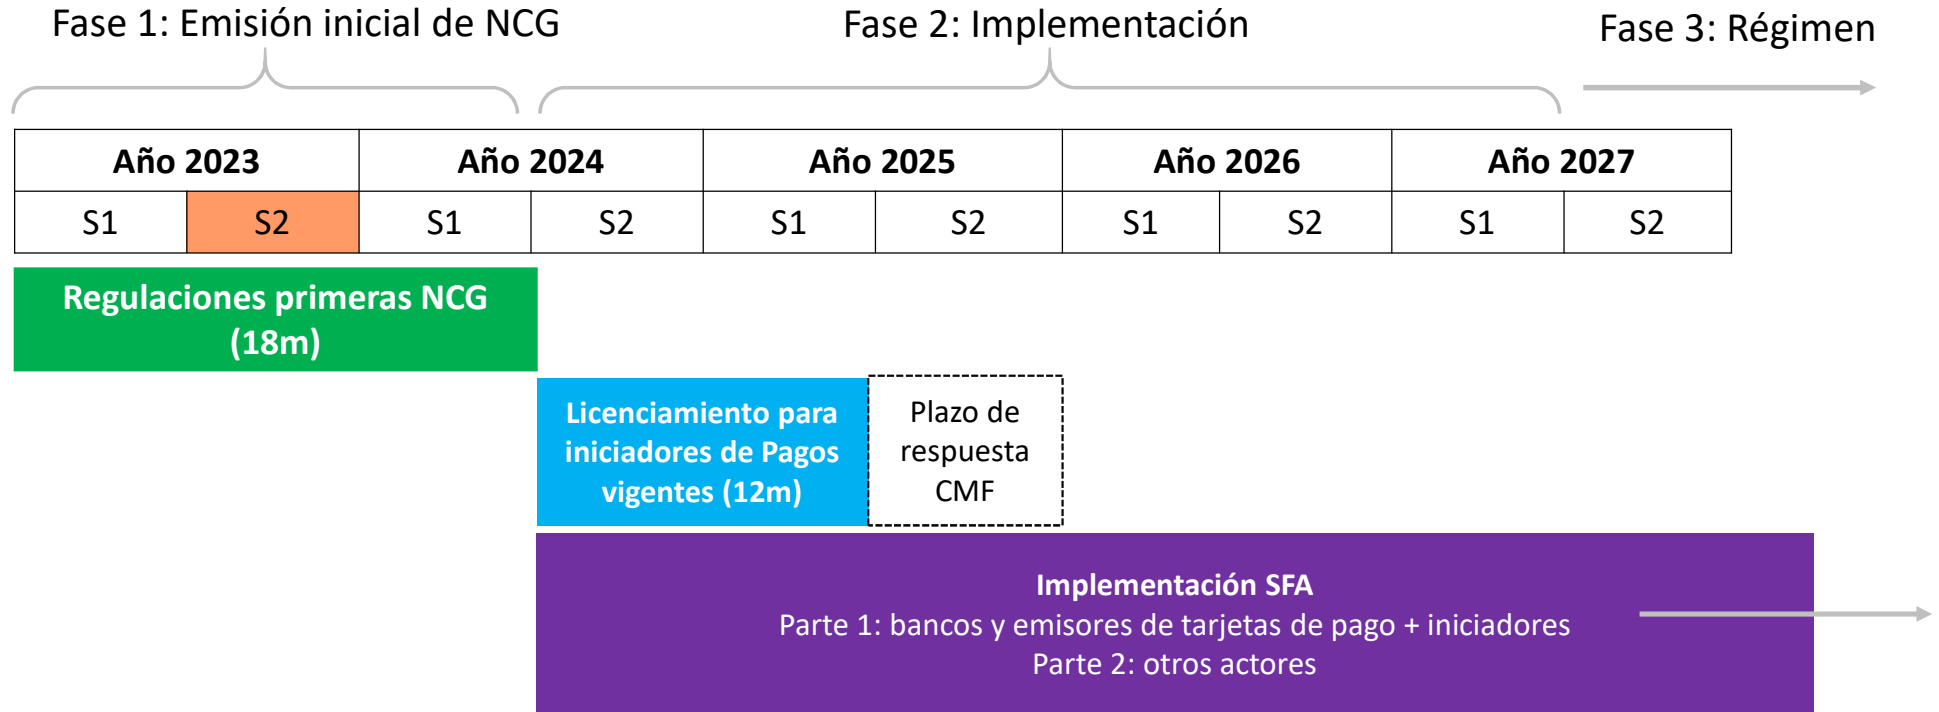 Fase 1: Emisión inicial de NCG
Fase 2: Implementación
Fase 3: Régimen
Año 2023
Año 2024
Año 2025
Año 2026
Año 2027
S1
S2
S1
S2
S1
S2
S1
S2
S1
S2
Regulaciones primeras NCG
(18m)
Licenciamiento para
iniciadores de Pagos
vigentes (12m)
Plazo de
respuesta
CMF
Implementación SFA
Parte 1: bancos y emisores de tarjetas de pago + iniciadores
Parte 2: otros actores